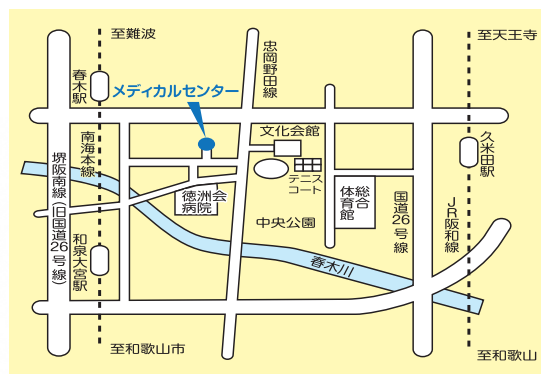 至難波
至天王寺
忠岡野田線
春木駅
メディカルセンター
文化会館
久米田駅
南海本線
堺阪南線(旧国道26号線)
テニス
コート
徳洲会
病院
総合
体育館
国道26号線
JR阪和線
中央公園
和泉大宮駅
春木川
至和歌山市
至和歌山